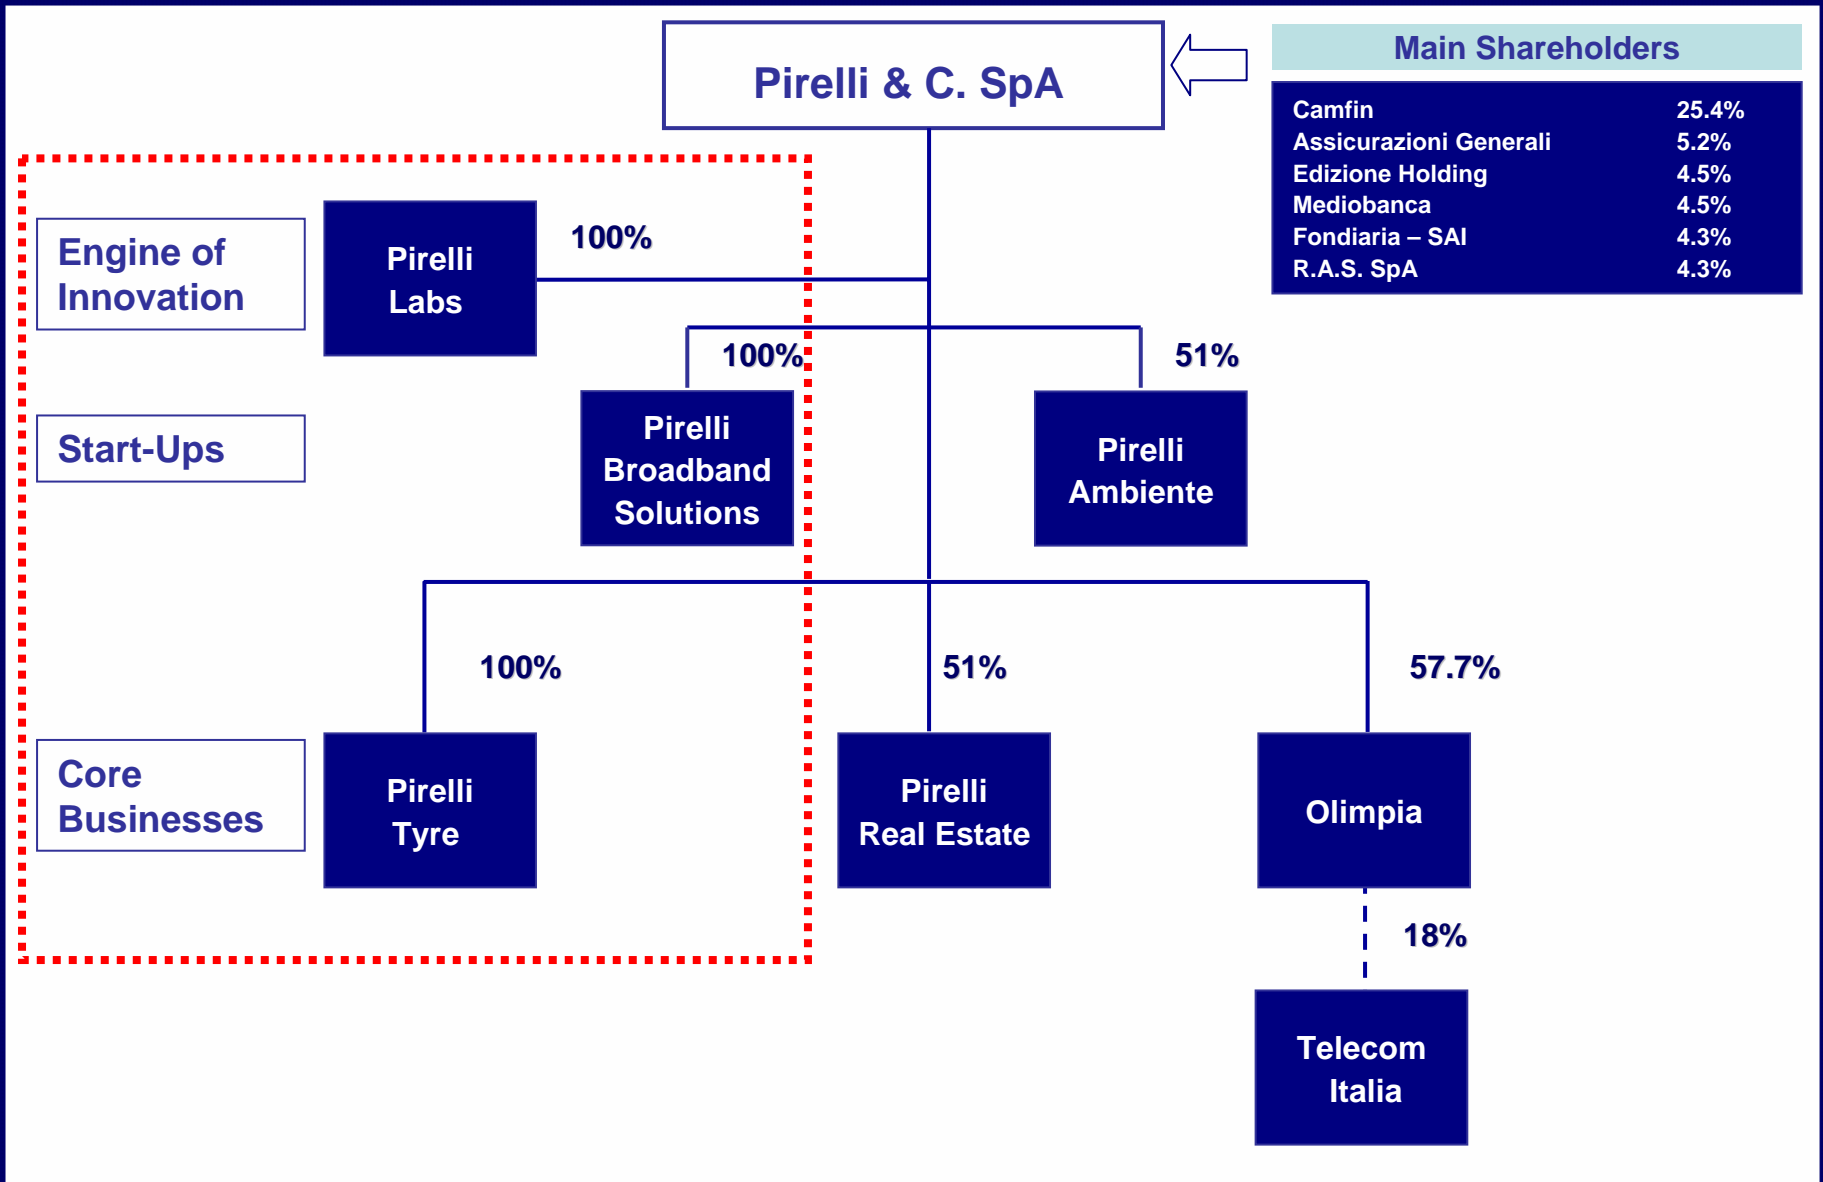 Pirelli & C. SpA
Main Shareholders
Camfin 25.4%
Assicurazioni Generali 5.2%
Edizione Holding 4.5%
Mediobanca 4.5%
Fondiaria – SAI 4.3%
R.A.S. SpA 4.3%
Engine of
Innovation
Pirelli
Labs
100%
100%
51%
Start-Ups
Pirelli
Broadband
Solutions
Pirelli
Ambiente
100%
51%
57.7%
Core
Businesses
Pirelli
Tyre
Pirelli
Real Estate
Olimpia
18%
Telecom
Italia